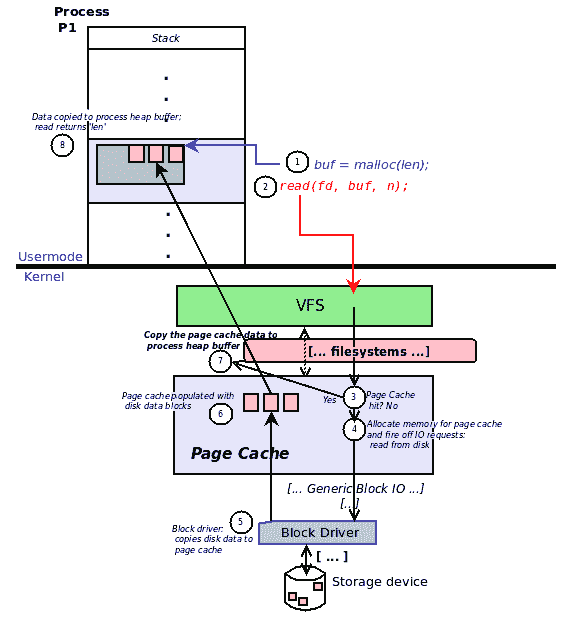 Process
P1
Stack
Data copied to process heap buffer;
read returns 'len'
8
1
buf = malloc(len);
2
read(fd, buf, n);
Usermode
Kernel
VFS
Copy the page cache data to
process heap buffer
[... filesystems ...]
7
Page cache populated with
disk data blocks
6
Yes
3
Page Cache
hit? No
4
Allocate memory for page cache
and fire off IO requests:
read from disk
Page Cache
[... Generic Block IO ...]
[...]
5
Block driver:
copies disk data to
page cache
Block Driver
[ ... ]
Storage device